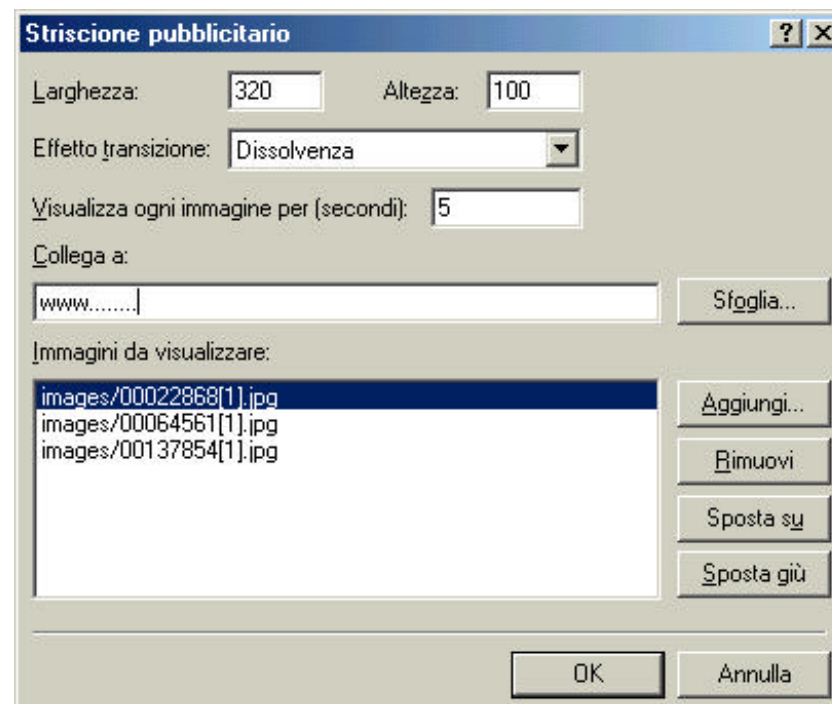 Striscione pubblicitario
Larghezza: 320 Altezza: 100
Effetto transizione: Dissolvenza
Visualizza ogni immagine per (secondi): 5
Collega a:
www........ Sfoglia...
Immagini da visualizzare:
images/00022868[1].jpg
images/00064561[1].jpg
images/00137854[1].jpg
Aggiungi...
Rimuovi
Sposta su
Sposta giù
OK Annulla